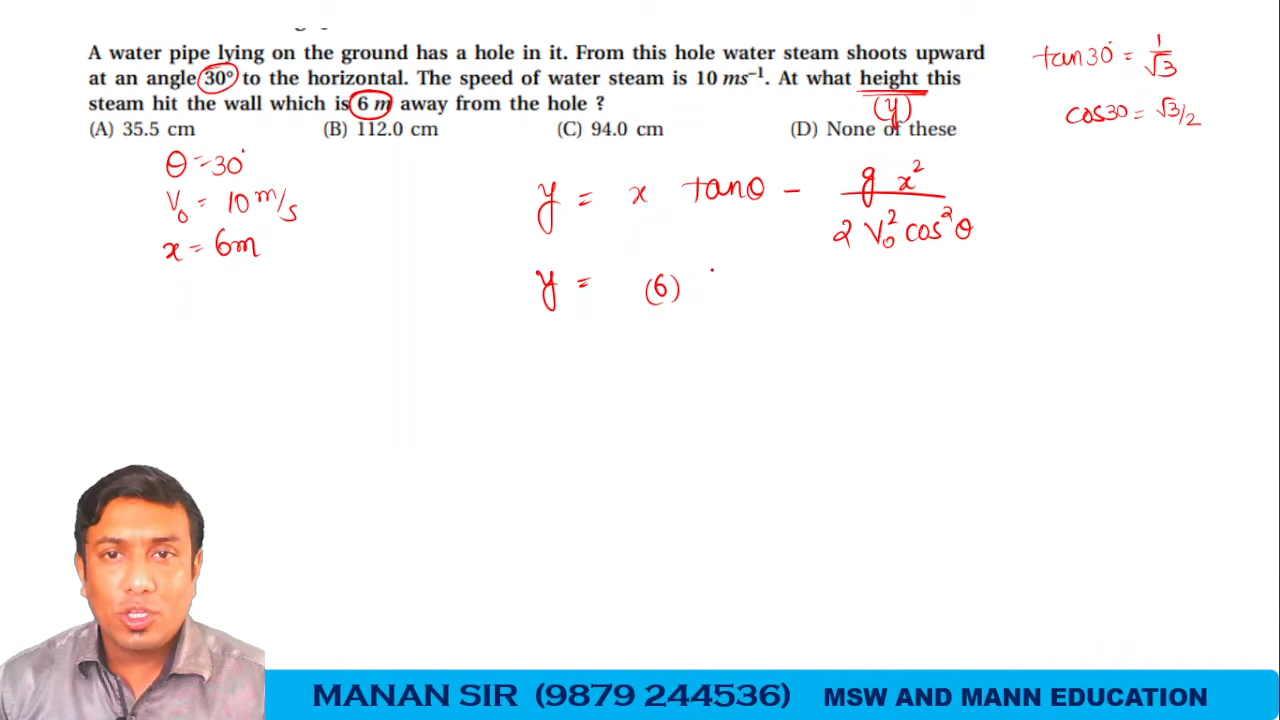 A water pipe lying on the ground has a hole in it. From this hole water steam shoots upward
at an angle 30° to the horizontal. The speed of water steam is 10 ms⁻¹. At what height this
steam hit the wall which is 6 m away from the hole ?
(y)
(A) 35.5 cm (B) 112.0 cm (C) 94.0 cm (D) None of these
tan30° = 1/√3
cos30 = √3/2
θ = 30°
V₀ = 10 m/s
x = 6m
y = x tanθ − g x² / 2 V₀² cos² θ
y = (6)
MANAN SIR (9879 244536) MSW AND MANN EDUCATION